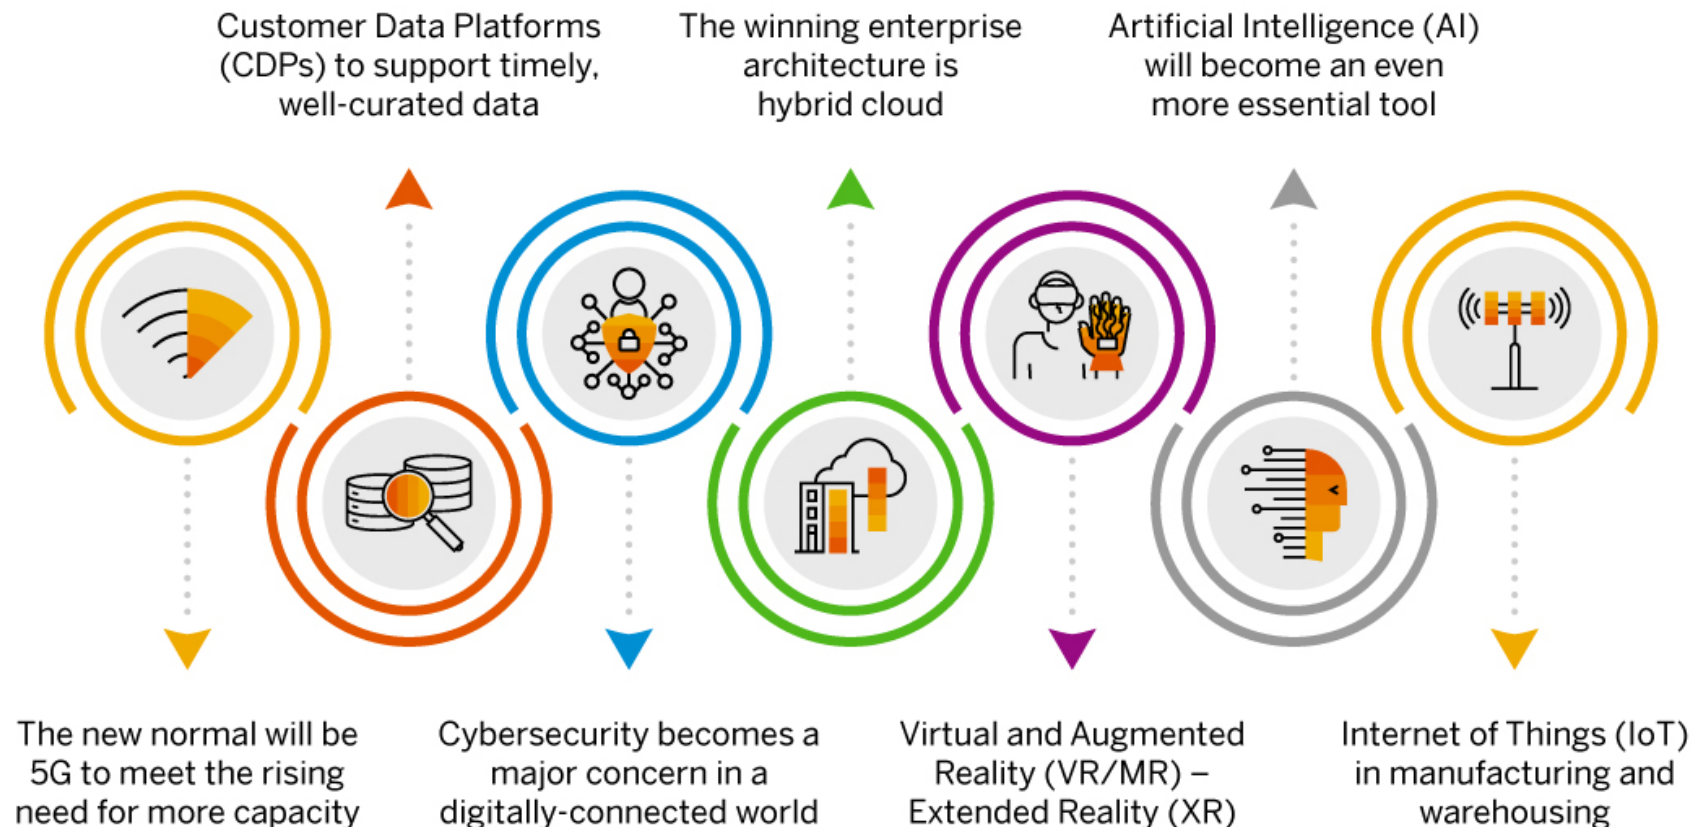 Customer Data Platforms
(CDPs) to support timely,
well-curated data
The winning enterprise
architecture is
hybrid cloud
Artificial Intelligence (AI)
will become an even
more essential tool
The new normal will be
5G to meet the rising
need for more capacity
Cybersecurity becomes a
major concern in a
digitally-connected world
Virtual and Augmented
Reality (VR/MR) –
Extended Reality (XR)
Internet of Things (IoT)
in manufacturing and
warehousing